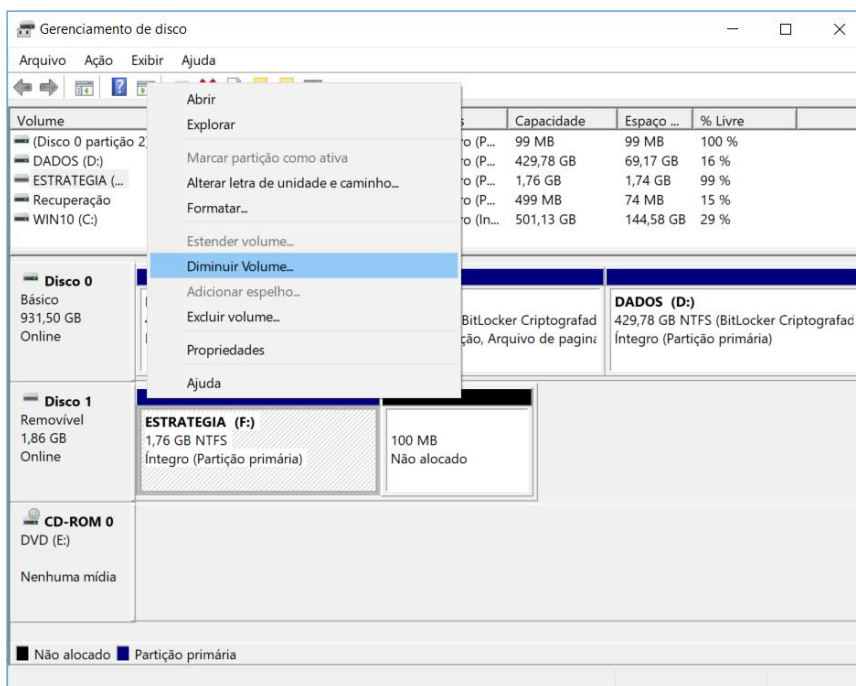 Gerenciamento de disco
Arquivo Ação Exibir Ajuda
Abrir
Explorar
Marcar partição como ativa
Alterar letra de unidade e caminho...
Formatar...
Estender volume...
Diminuir Volume...
Adicionar espelho...
Excluir volume...
Propriedades
Ajuda
Volume Capacidade Espaço ... % Livre
(Disco 0 partição 2) ro (P... 99 MB 99 MB 100 %
DADOS (D:) ro (P... 429,78 GB 69,17 GB 16 %
ESTRATEGIA (... ro (P... 1,76 GB 1,74 GB 99 %
Recuperação ro (P... 499 MB 74 MB 15 %
WIN10 (C:) ro (In... 501,13 GB 144,58 GB 29 %
Disco 0
Básico
931,50 GB
Online
BitLocker Criptografad
ção, Arquivo de pagina
DADOS (D:)
429,78 GB NTFS (BitLocker Criptografad
Íntegro (Partição primária)
Disco 1
Removível
1,86 GB
Online
ESTRATEGIA (F:)
1,76 GB NTFS
Íntegro (Partição primária)
100 MB
Não alocado
CD-ROM 0
DVD (E:)
Nenhuma mídia
Não alocado Partição primária